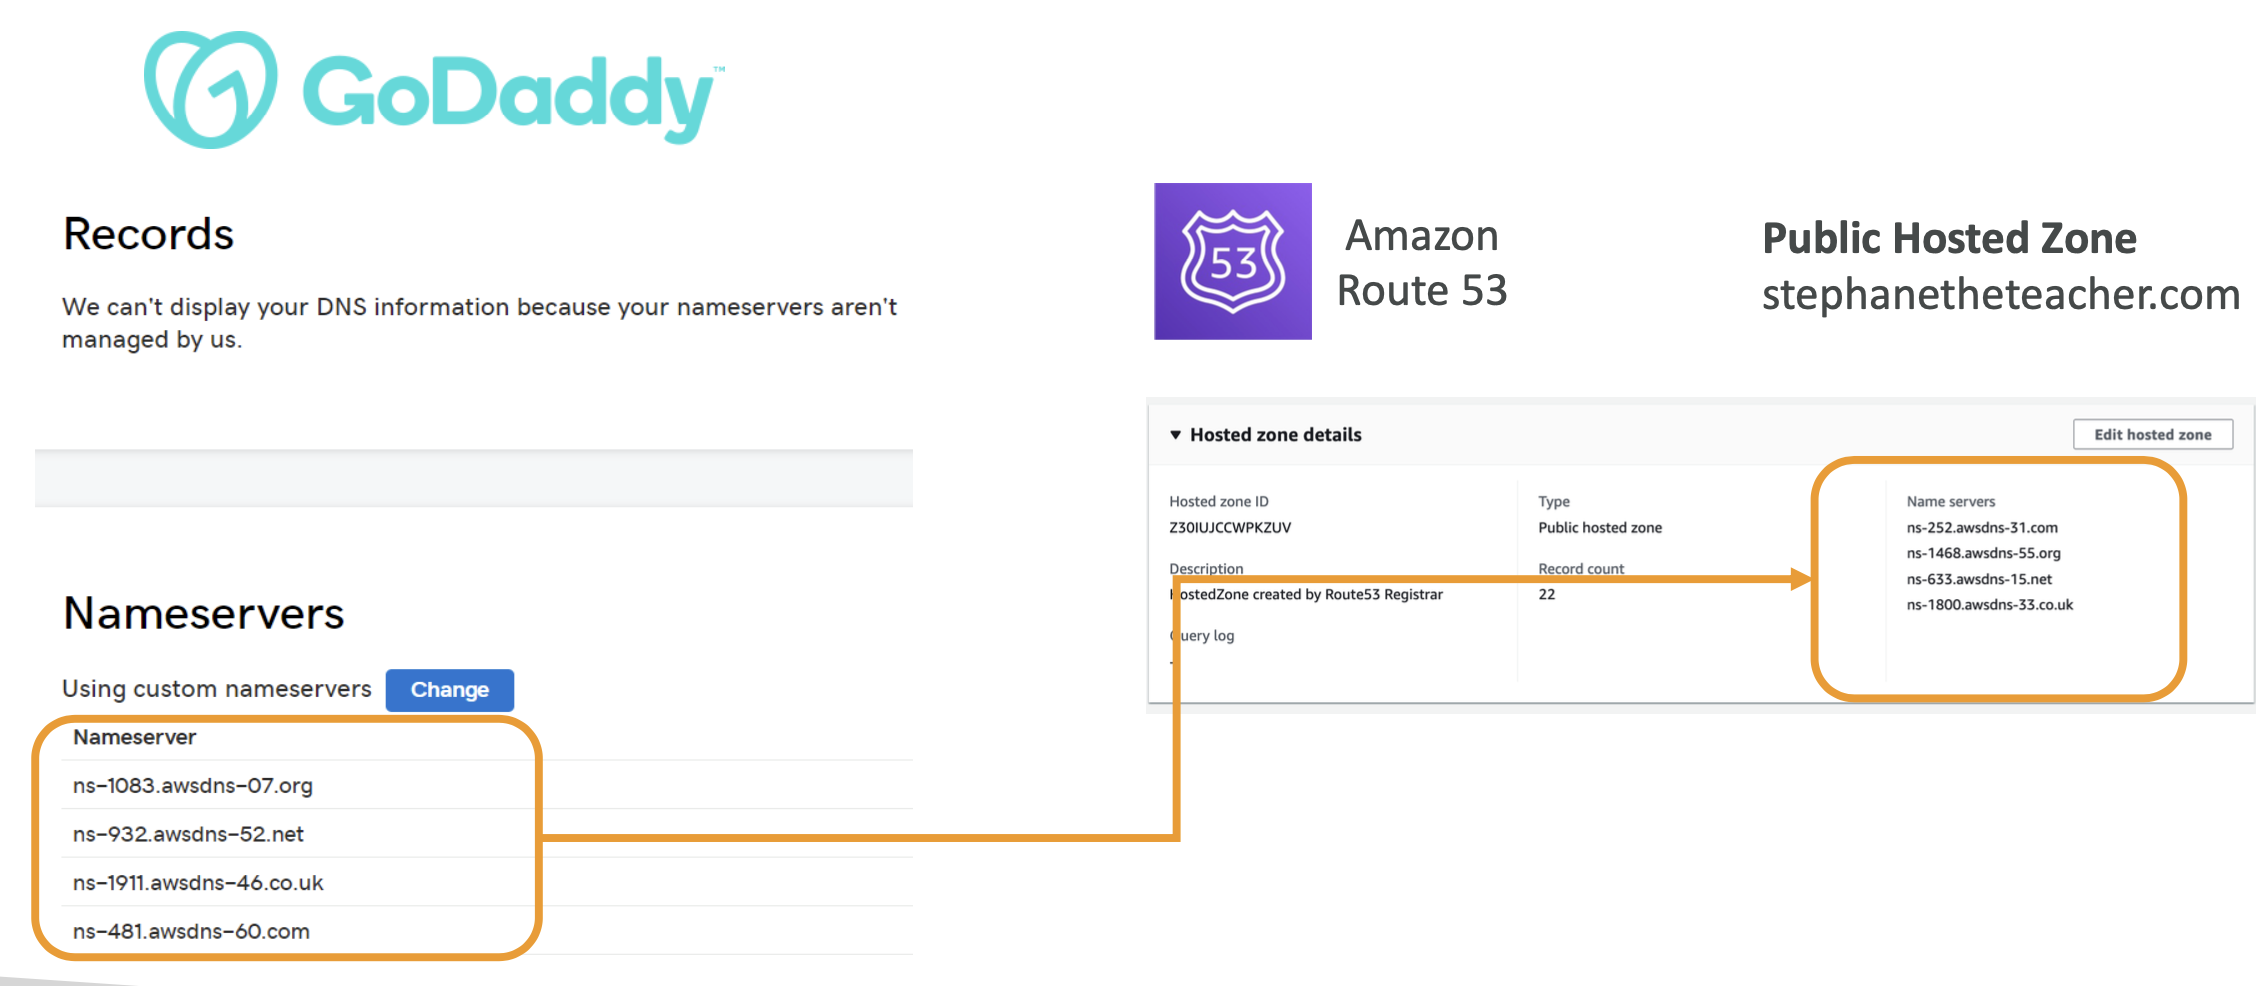 GoDaddy™
Records
We can't display your DNS information because your nameservers aren't
managed by us.
Nameservers
Using custom nameservers
Change
Nameserver
ns-1083.awsdns-07.org
ns-932.awsdns-52.net
ns-1911.awsdns-46.co.uk
ns-481.awsdns-60.com
53
Amazon
Route 53
Public Hosted Zone
stephanetheteacher.com
▼ Hosted zone details
Edit hosted zone
Hosted zone ID
Z30IUJCCWPKZUV
Description
HostedZone created by Route53 Registrar
Query log
-
Type
Public hosted zone
Record count
22
Name servers
ns-252.awsdns-31.com
ns-1468.awsdns-55.org
ns-633.awsdns-15.net
ns-1800.awsdns-33.co.uk